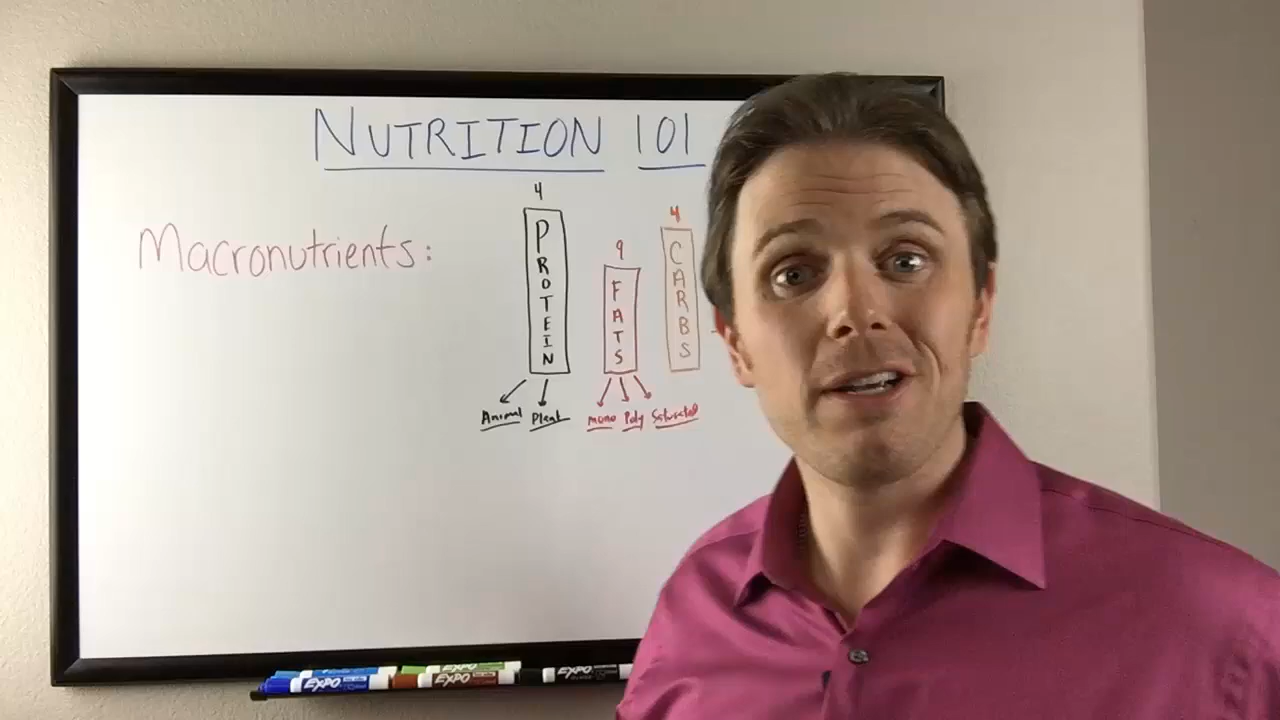 NUTRITION 101
Macronutrients:
4
PROTEIN
Animal Plant
9
FATS
mono Poly Saturated
4
CARBS
EXPO
EXPO
EXPO